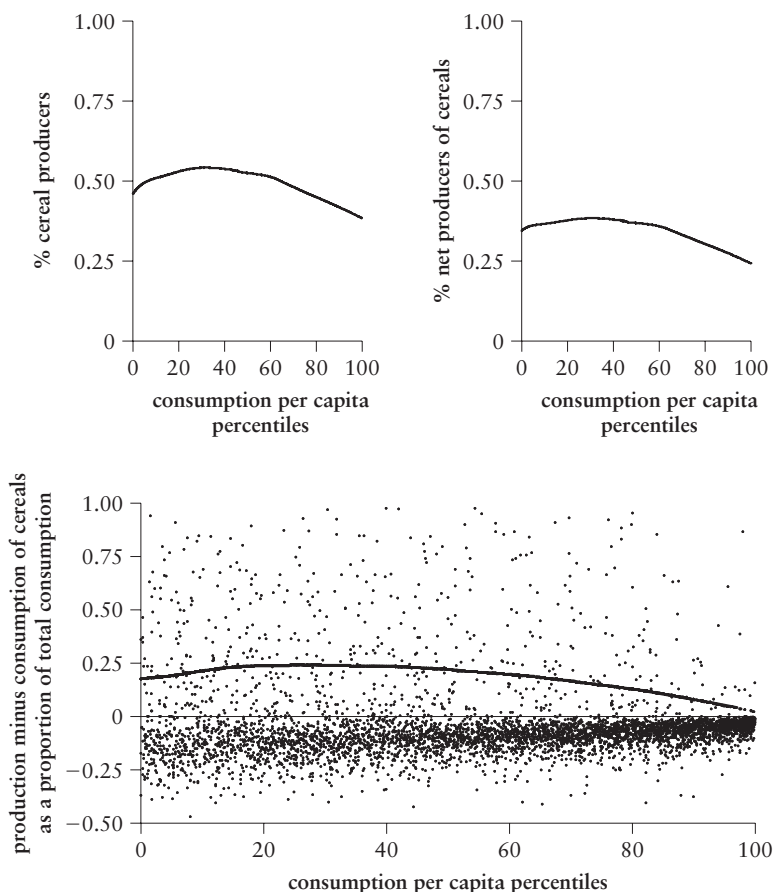 1.00
0.75
0.50
0.25
0
% cereal producers
0 20 40 60 80 100
consumption per capita
percentiles
1.00
0.75
0.50
0.25
0
% net producers of cereals
0 20 40 60 80 100
consumption per capita
percentiles
production minus consumption of cereals
as a proportion of total consumption
1.00
0.75
0.50
0.25
0
−0.25
−0.50
0 20 40 60 80 100
consumption per capita percentiles